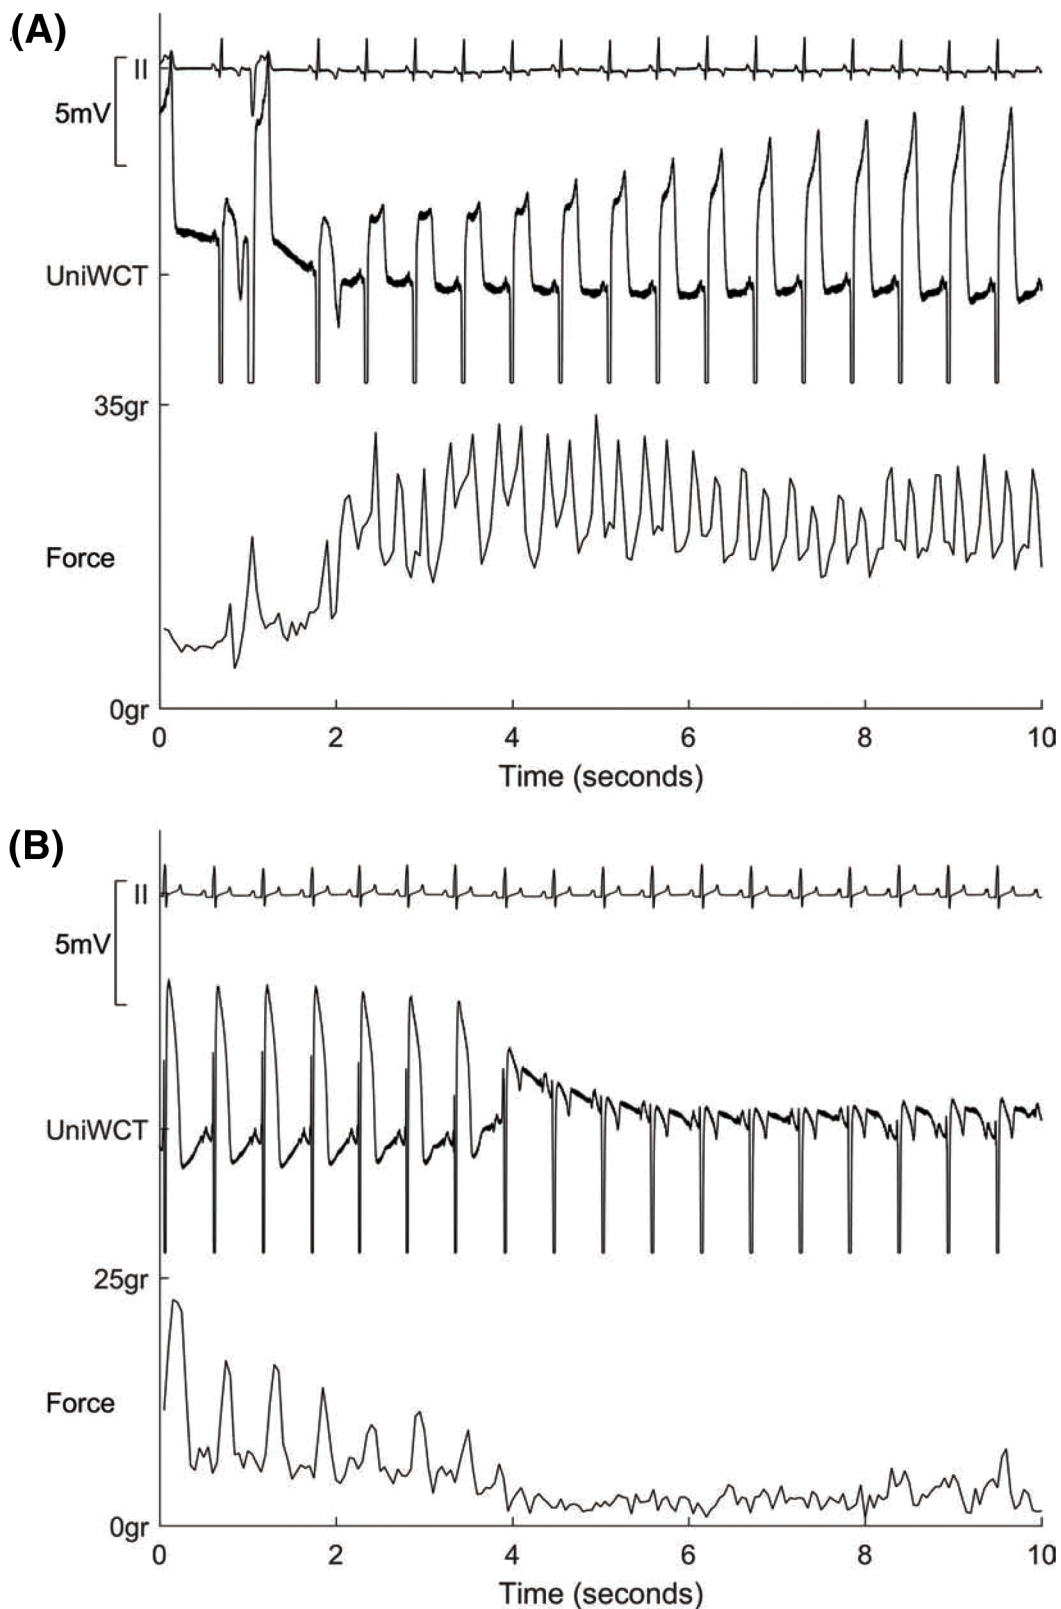 (A)
II
5mV
UniWCT
35gr
Force
0gr
0 2 4 6 8 10
Time (seconds)
(B)
II
5mV
UniWCT
25gr
Force
0gr
0 2 4 6 8 10
Time (seconds)